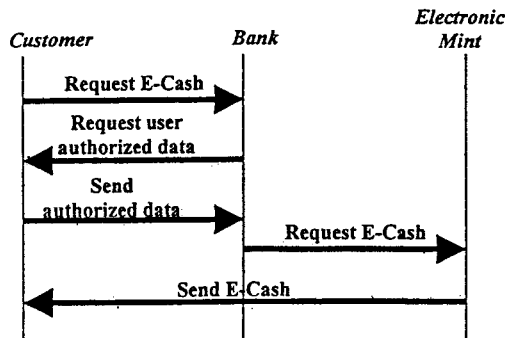 Customer
Bank
Electronic
Mint
Request E-Cash
Request user
authorized data
Send
authorized data
Request E-Cash
Send E-Cash